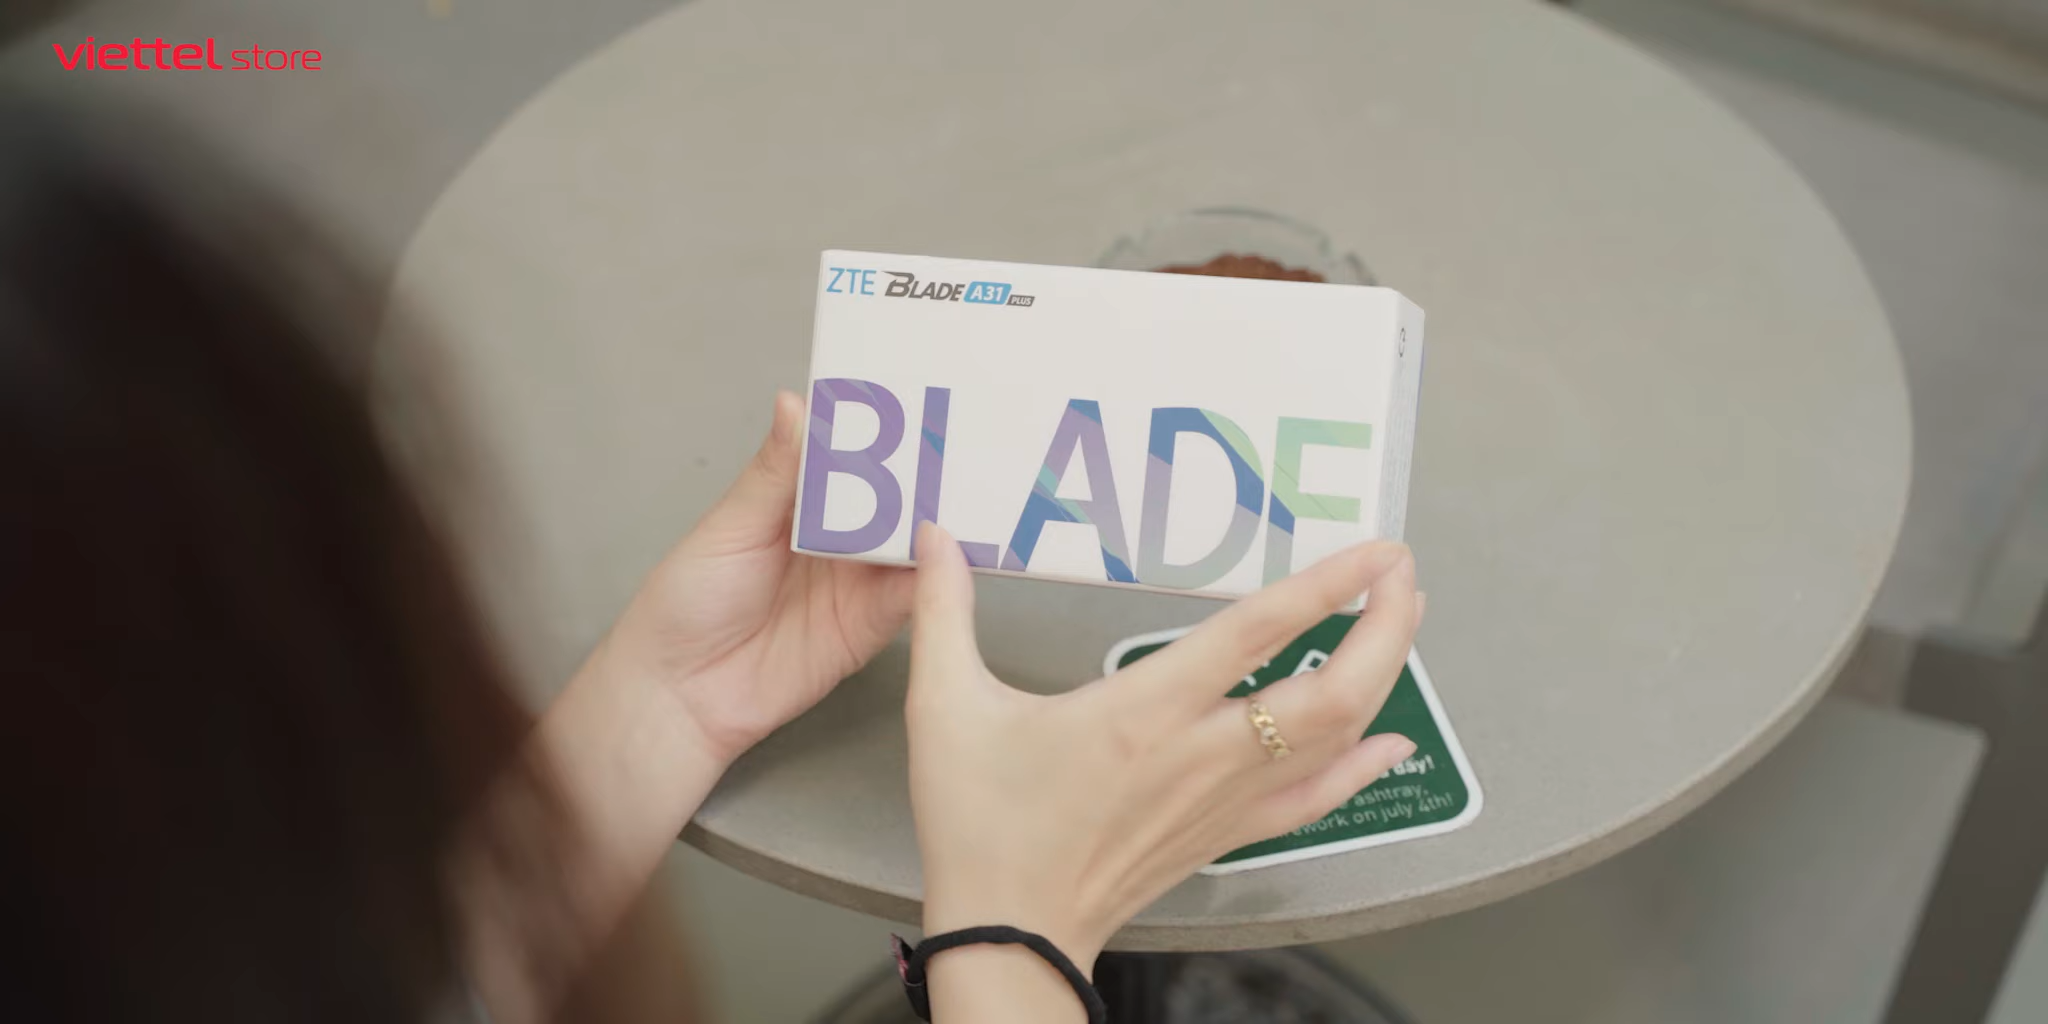 viettel store
ZTE BLADE A31 PLUS
BLADE
day!
ashtray.
work on july 4th!